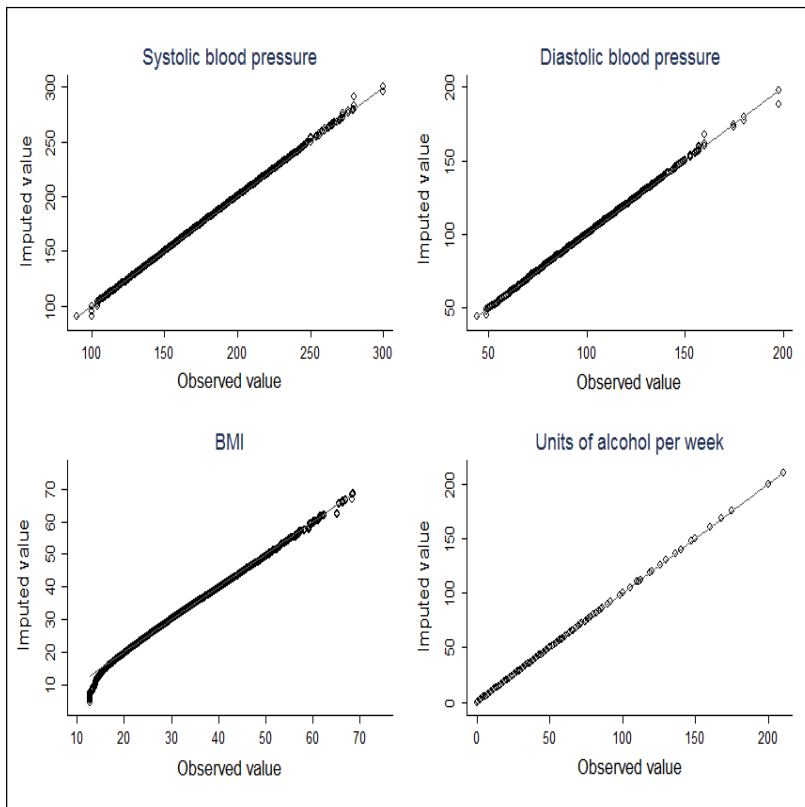 Systolic blood pressure
Imputed value
300
250
200
150
100
100 150 200 250 300
Observed value
Diastolic blood pressure
Imputed value
200
150
100
50
50 100 150 200
Observed value
BMI
Imputed value
70
60
50
40
30
20
10
10 20 30 40 50 60 70
Observed value
Units of alcohol per week
Imputed value
200
150
100
50
0
0 50 100 150 200
Observed value